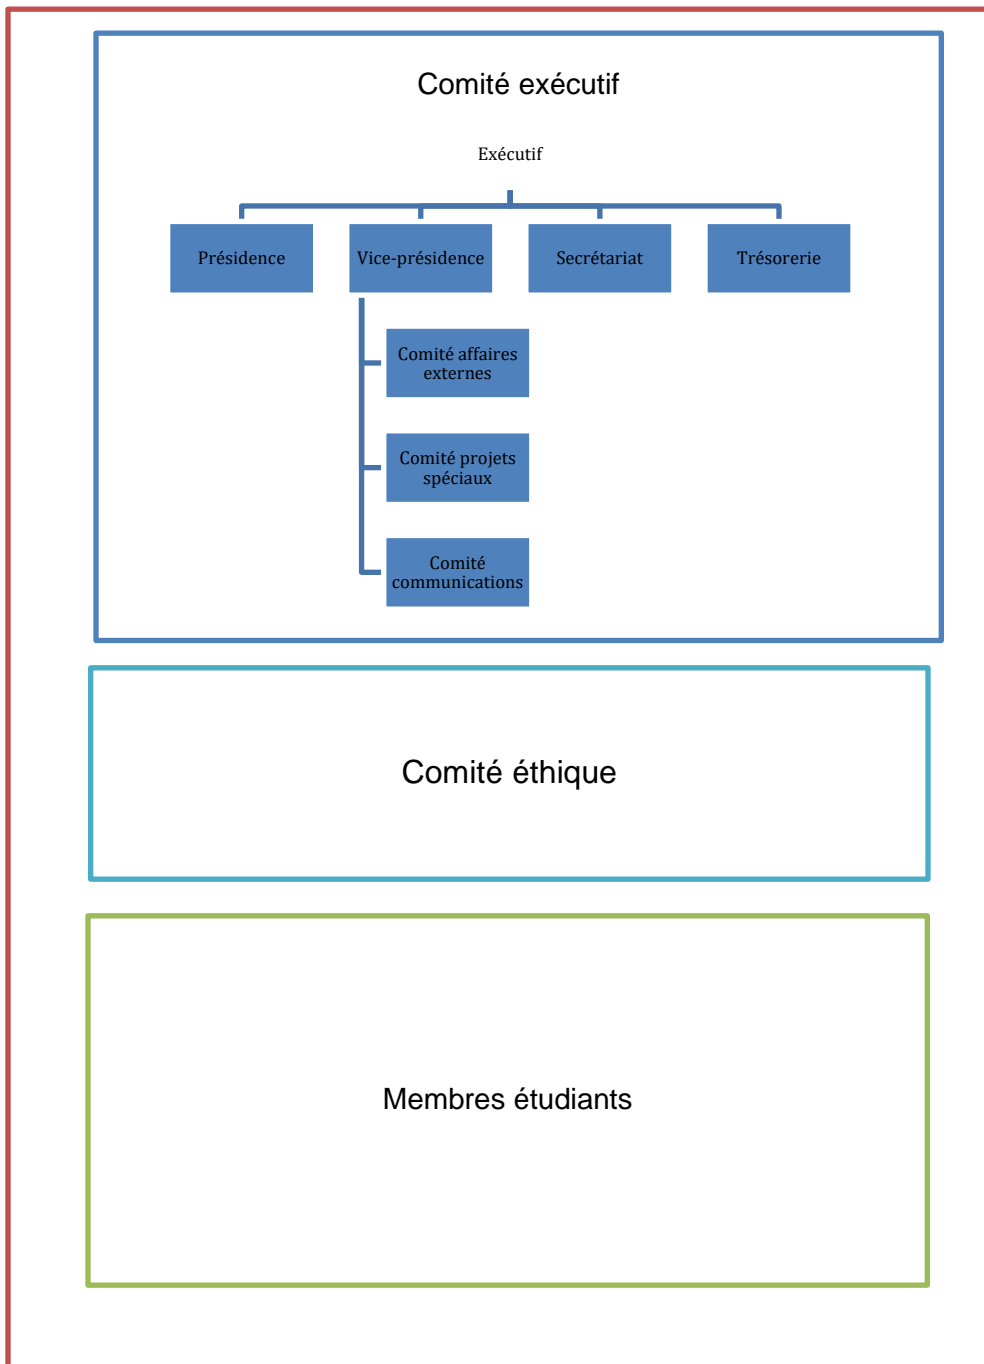 Comité exécutif
Exécutif
Présidence
Vice-présidence
Secrétariat
Trésorerie
Comité affaires
externes
Comité projets
spéciaux
Comité
communications
Comité éthique
Membres étudiants